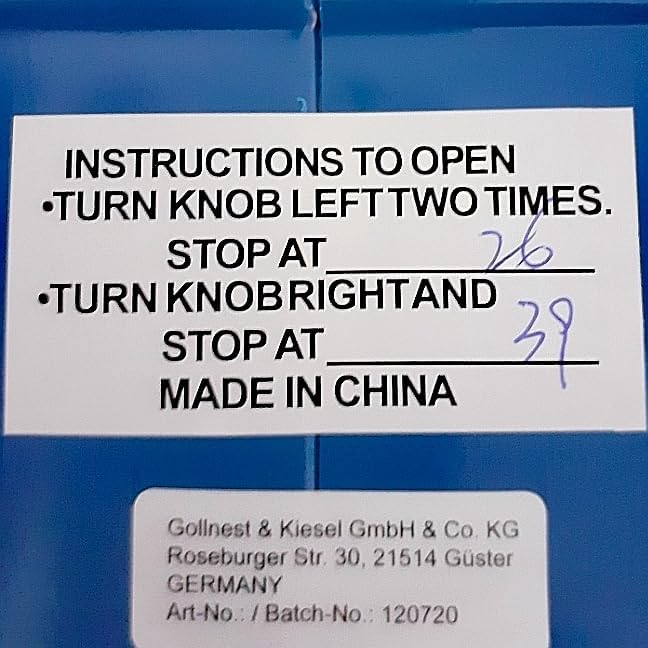 INSTRUCTIONS TO OPEN
•TURN KNOB LEFT TWO TIMES.
STOP AT 26
•TURN KNOB RIGHT AND
STOP AT 39
MADE IN CHINA
Gollnest & Kiesel GmbH & Co. KG
Roseburger Str. 30, 21514 Güster
GERMANY
Art-No.: / Batch-No.: 120720